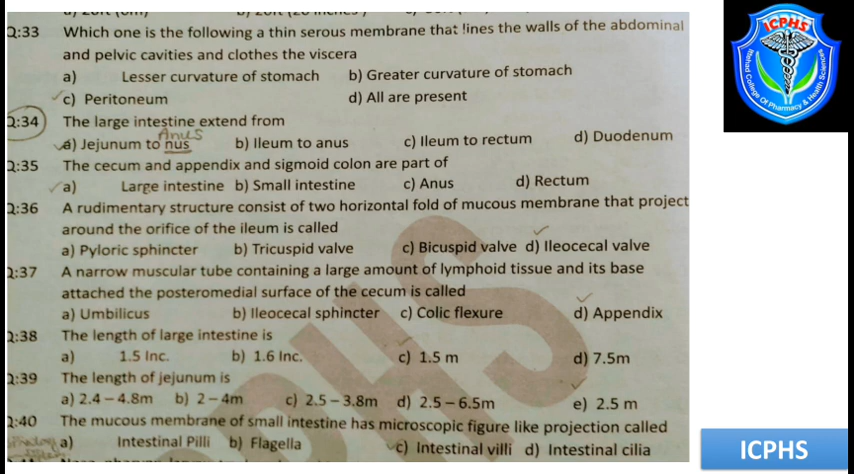 Q:33 Which one is the following a thin serous membrane that lines the walls of the abdominal
and pelvic cavities and clothes the viscera
a) Lesser curvature of stomach b) Greater curvature of stomach
c) Peritoneum d) All are present
Q:34 The large intestine extend from
Anus
a) Jejunum to nus b) Ileum to anus c) Ileum to rectum d) Duodenum
Q:35 The cecum and appendix and sigmoid colon are part of
a) Large intestine b) Small intestine c) Anus d) Rectum
Q:36 A rudimentary structure consist of two horizontal fold of mucous membrane that project
around the orifice of the ileum is called
a) Pyloric sphincter b) Tricuspid valve c) Bicuspid valve d) Ileocecal valve
Q:37 A narrow muscular tube containing a large amount of lymphoid tissue and its base
attached the posteromedial surface of the cecum is called
a) Umbilicus b) Ileocecal sphincter c) Colic flexure d) Appendix
Q:38 The length of large intestine is
a) 1.5 Inc. b) 1.6 Inc. c) 1.5 m d) 7.5m
Q:39 The length of jejunum is
a) 2.4 – 4.8m b) 2 – 4m c) 2.5 – 3.8m d) 2.5 – 6.5m e) 2.5 m
Q:40 The mucous membrane of small intestine has microscopic figure like projection called
a) Intestinal Pilli b) Flagella c) Intestinal villi d) Intestinal cilia
ICPHS
Ittehad College Of Pharmacy & Health Sciences
ICPHS